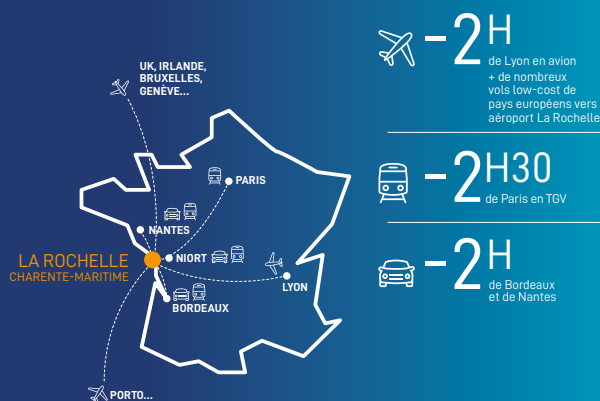 UK, IRLANDE,
BRUXELLES,
GENÈVE...
PARIS
NANTES
LA ROCHELLE
CHARENTE-MARITIME
NIORT
LYON
BORDEAUX
PORTO...
-2H
de Lyon en avion
+ de nombreux
vols low-cost de
pays européens vers
aéroport La Rochelle
-2H30
de Paris en TGV
-2H
de Bordeaux
et de Nantes